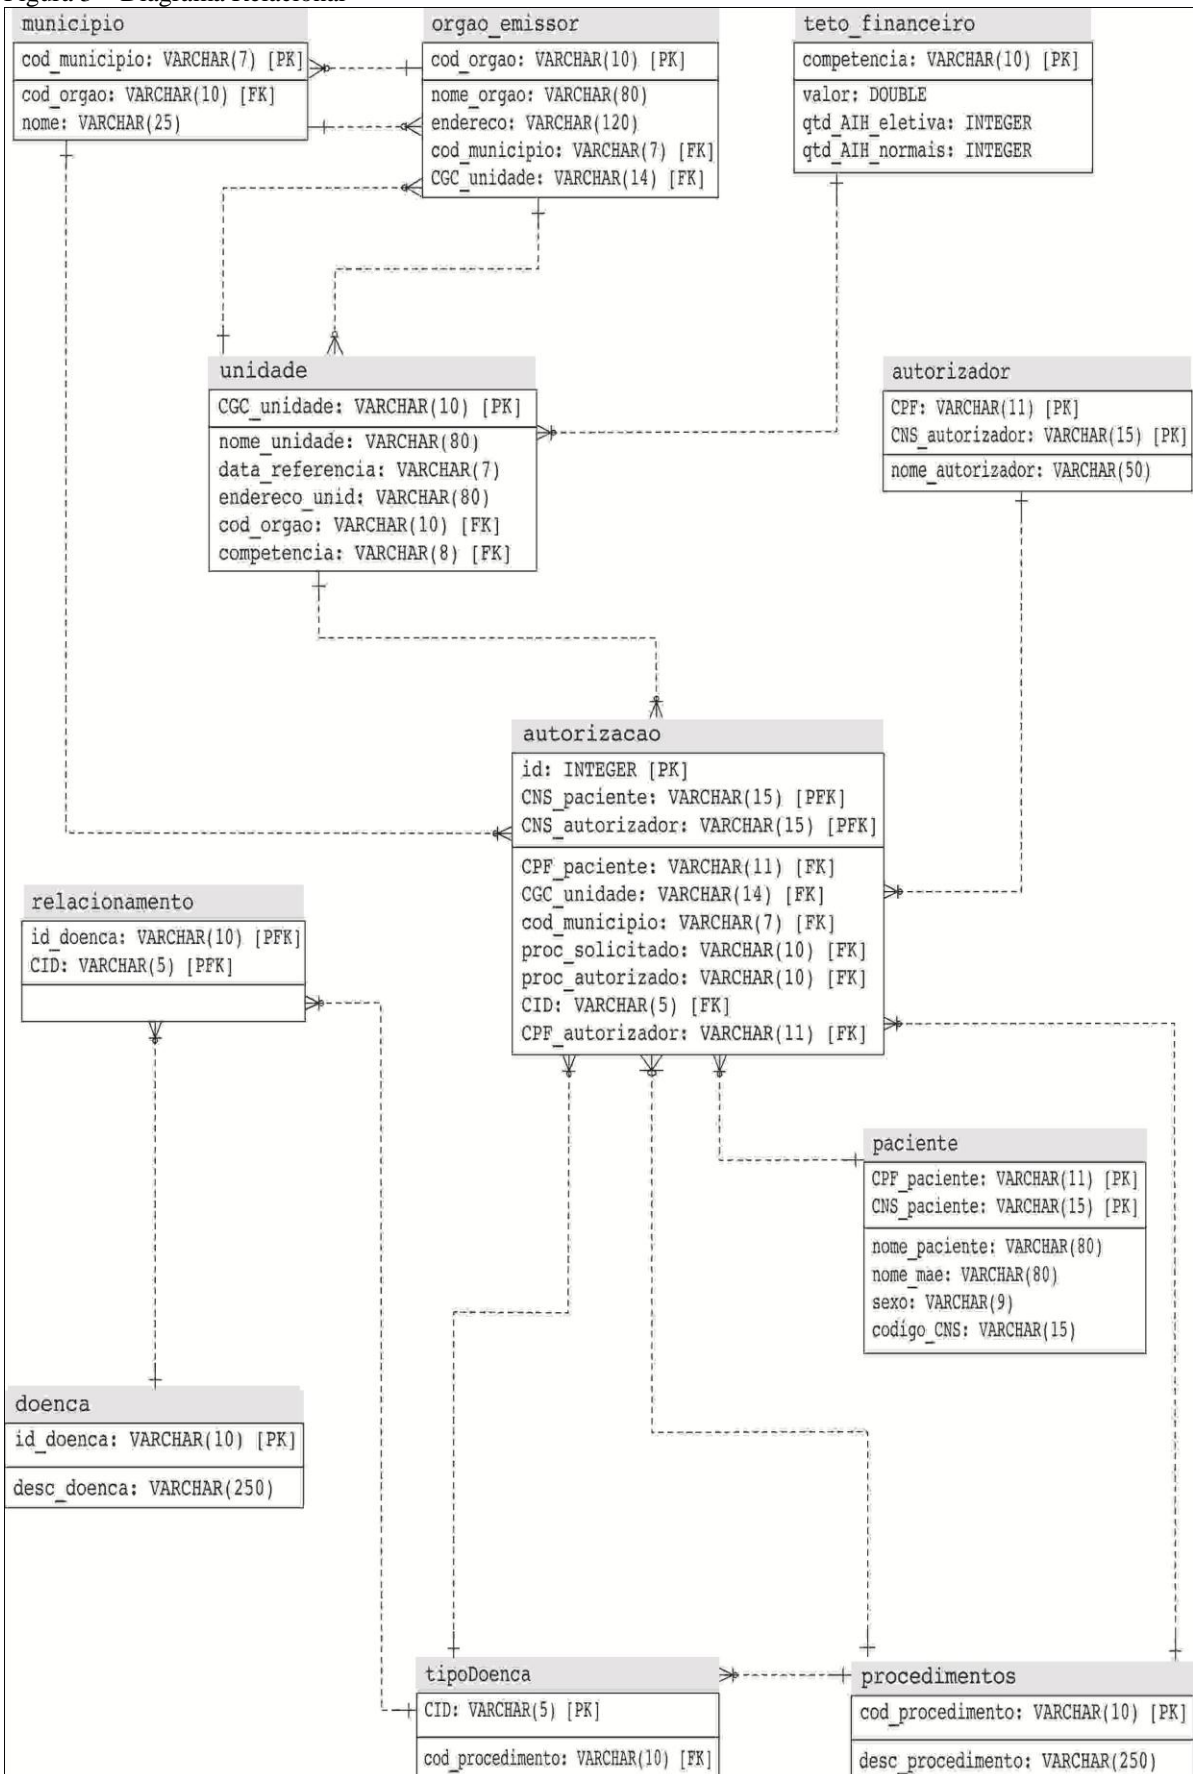 Figura 3 – Diagrama Relacional
municipio
cod_municipio: VARCHAR(7) [PK]
cod_orgao: VARCHAR(10) [FK]
nome: VARCHAR(25)
orgao_emissor
cod_orgao: VARCHAR(10) [PK]
nome_orgao: VARCHAR(80)
endereco: VARCHAR(120)
cod_municipio: VARCHAR(7) [FK]
CGC_unidade: VARCHAR(14) [FK]
teto_financeiro
competencia: VARCHAR(10) [PK]
valor: DOUBLE
qtd_AIH_eletiva: INTEGER
qtd_AIH_normais: INTEGER
unidade
CGC_unidade: VARCHAR(10) [PK]
nome_unidade: VARCHAR(80)
data_referencia: VARCHAR(7)
endereco_unid: VARCHAR(80)
cod_orgao: VARCHAR(10) [FK]
competência: VARCHAR(8) [FK]
autorizador
CPF: VARCHAR(11) [PK]
CNS_autorizador: VARCHAR(15) [PK]
nome_autorizador: VARCHAR(50)
autorizacao
id: INTEGER [PK]
CNS_paciente: VARCHAR(15) [PFK]
CNS_autorizador: VARCHAR(15) [PFK]
CPF_paciente: VARCHAR(11) [FK]
CGC_unidade: VARCHAR(14) [FK]
cod_municipio: VARCHAR(7) [FK]
proc_solicitado: VARCHAR(10) [FK]
proc_autorizado: VARCHAR(10) [FK]
CID: VARCHAR(5) [FK]
CPF_autorizador: VARCHAR(11) [FK]
relacionamento
id_doenca: VARCHAR(10) [PFK]
CID: VARCHAR(5) [PFK]
paciente
CPF_paciente: VARCHAR(11) [PK]
CNS_paciente: VARCHAR(15) [PK]
nome_paciente: VARCHAR(80)
nome_mae: VARCHAR(80)
sexo: VARCHAR(9)
codígo_CNS: VARCHAR(15)
doenca
id_doenca: VARCHAR(10) [PK]
desc_doenca: VARCHAR(250)
tipoDoenca
CID: VARCHAR(5) [PK]
cod_procedimento: VARCHAR(10) [FK]
procedimentos
cod_procedimento: VARCHAR(10) [PK]
desc_procedimento: VARCHAR(250)